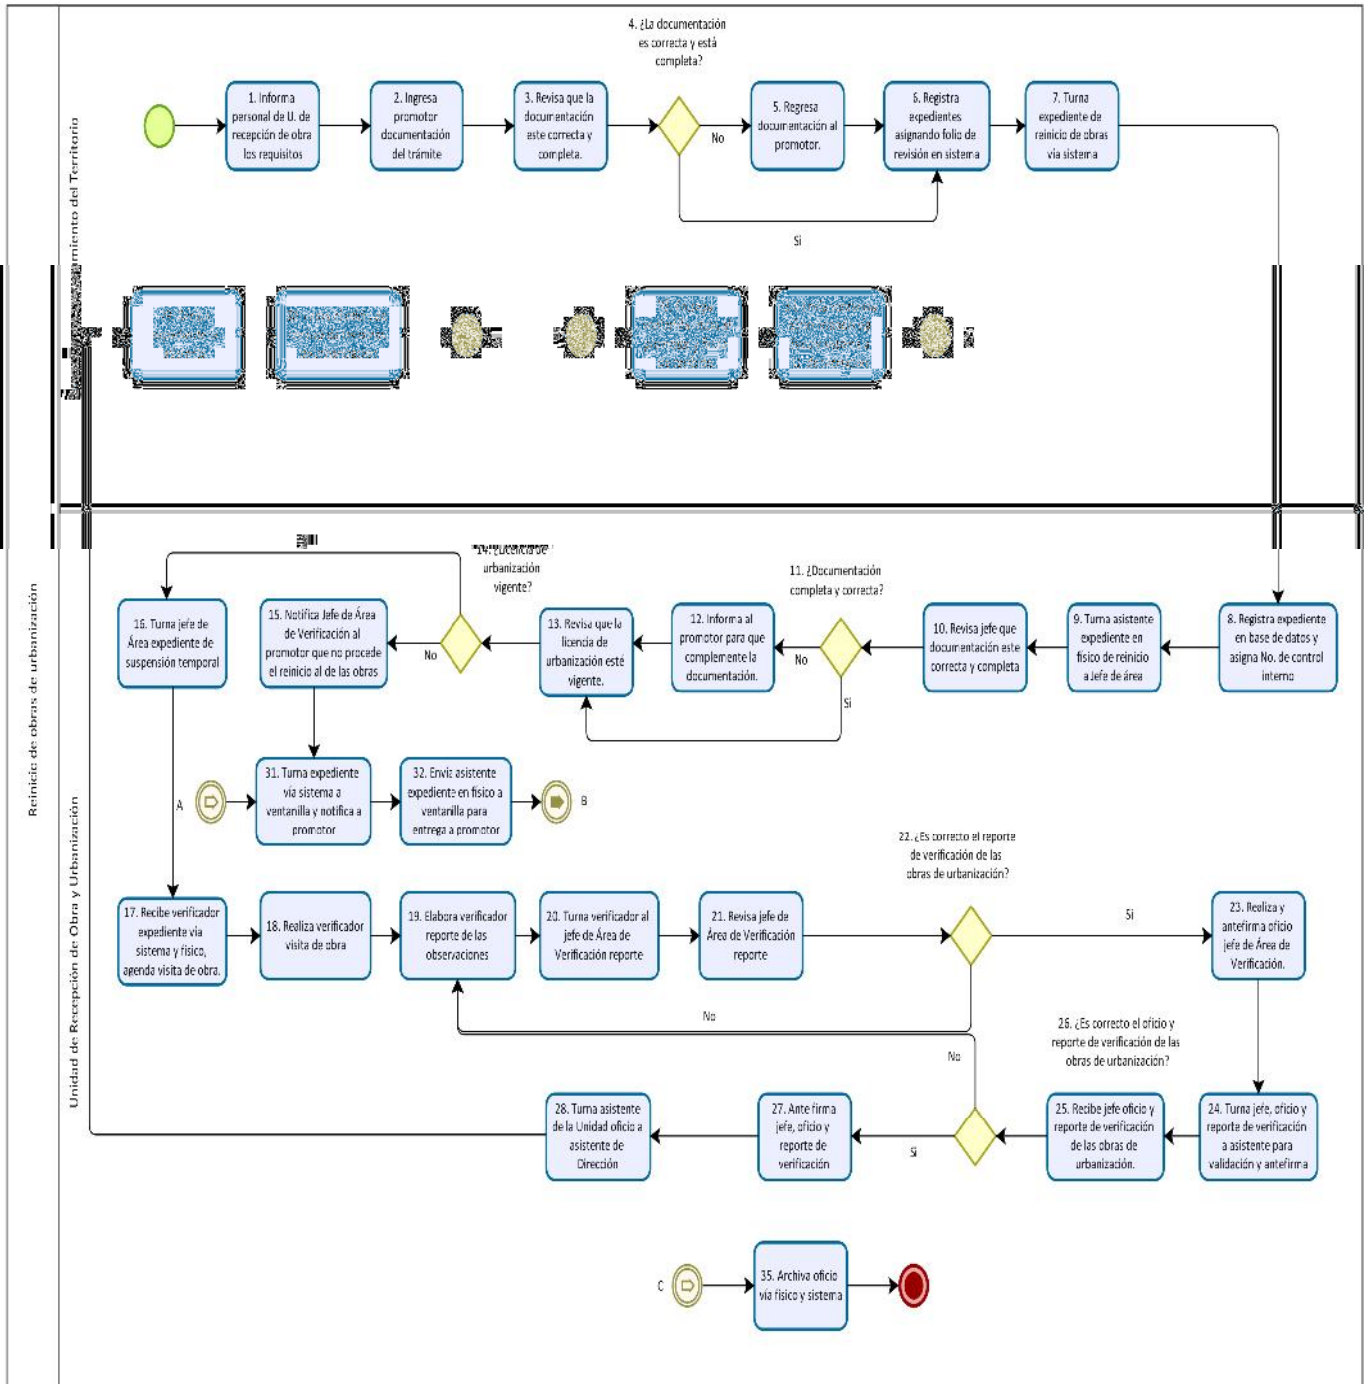 Reinicio de obras de urbanización
Unidad de Recepción de Obra y Urbanización
del Territorio
4. ¿La documentación
es correcta y está
completa?
1. Informa
personal de U. de
recepción de obra
los requisitos
2. Ingresa
promotor
documentación
del trámite
3. Revisa que la
documentación
este correcta y
completa.
No
Si
5. Regresa
documentación al
promotor.
6. Registra
expedientes
asignando folio de
revisión en sistema
7. Turna
expediente de
reinicio de obras
via sistema
8. Registra expediente
en base de datos y
asigna No. de control
interno
9. Turna asistente
expediente en
físico de reinicio
a Jefe de área
10. Revisa jefe que
documentación este
correcta y completa
11. ¿Documentación
completa y correcta?
No
Si
12. Informa al
promotor para que
complemente la
documentación.
13. Revisa que la
licencia de
urbanización esté
vigente.
14. ¿Licencia de
urbanización
vigente?
No
15. Notifica Jefe de Área
de Verificación al
promotor que no procede
el reinicio al de las obras
16. Turna jefe de
Área expediente de
suspensión temporal
A
31. Turna expediente
via sistema a
ventanilla y notifica a
promotor
32. Envía asistente
expediente en físico a
ventanilla para
entrega a promotor
B
17. Recibe verificador
expediente via
sistema y físico,
agenda visita de obra.
18. Realiza verificador
visita de obra
19. Elabora verificador
reporte de las
observaciones
20. Turna verificador al
jefe de Área de
Verificación reporte
21. Revisa jefe de
Área de Verificación
reporte
22. ¿Es correcto el reporte
de verificación de las
obras de urbanización?
Si
No
23. Realiza y
antefirma oficio
jefe de Área de
Verificación.
24. Turna jefe, oficio y
reporte de verificación
a asistente para
validación y antefirma
25. Recibe jefe oficio y
reporte de verificación
de las obras de
urbanización.
26. ¿Es correcto el oficio y
reporte de verificación de las
obras de urbanización?
No
Si
27. Ante firma
jefe, oficio y
reporte de
verificación
28. Turna asistente
de la Unidad oficio a
asistente de
Dirección
C
35. Archiva oficio
vía físico y sistema